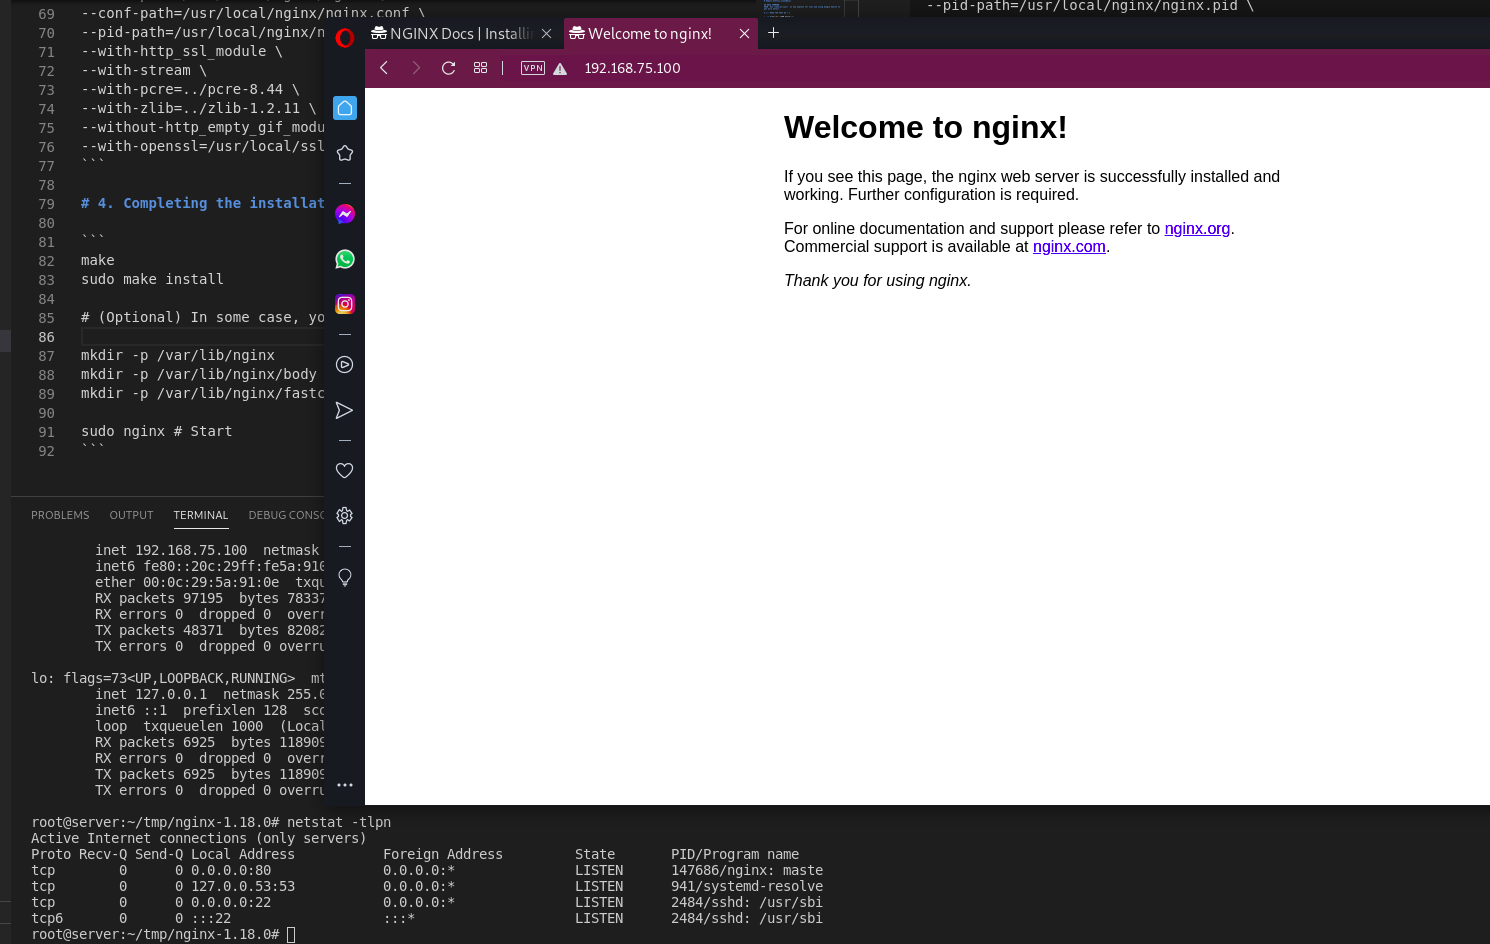 69 --conf-path=/usr/local/nginx/nginx.conf \
70 --pid-path=/usr/local/nginx/n
71 --with-http_ssl_module \
72 --with-stream \
73 --with-pcre=../pcre-8.44 \
74 --with-zlib=../zlib-1.2.11 \
75 --without-http_empty_gif_modu
76 --with-openssl=/usr/local/ssl
77 ```
78
79 # 4. Completing the installat
80
81 ```
82 make
83 sudo make install
84
85 # (Optional) In some case, yo
86
87 mkdir -p /var/lib/nginx
88 mkdir -p /var/lib/nginx/body
89 mkdir -p /var/lib/nginx/fastc
90
91 sudo nginx # Start
92 ```
--pid-path=/usr/local/nginx/nginx.pid \
NGINX Docs | Installi
Welcome to nginx!
VPN
192.168.75.100
Welcome to nginx!
If you see this page, the nginx web server is successfully installed and
working. Further configuration is required.
For online documentation and support please refer to nginx.org.
Commercial support is available at nginx.com.
Thank you for using nginx.
PROBLEMS OUTPUT TERMINAL DEBUG CONSO
inet 192.168.75.100  netmask
inet6 fe80::20c:29ff:fe5a:910
ether 00:0c:29:5a:91:0e  txqu
RX packets 97195  bytes 78337
RX errors 0  dropped 0  overr
TX packets 48371  bytes 82082
TX errors 0  dropped 0 overru
lo: flags=73<UP,LOOPBACK,RUNNING>  mt
inet 127.0.0.1  netmask 255.0
inet6 ::1  prefixlen 128  sco
loop  txqueuelen 1000  (Local
RX packets 6925  bytes 118909
RX errors 0  dropped 0  overr
TX packets 6925  bytes 118909
TX errors 0  dropped 0 overru
root@server:~/tmp/nginx-1.18.0# netstat -tlpn
Active Internet connections (only servers)
Proto Recv-Q Send-Q Local Address           Foreign Address         State       PID/Program name
tcp        0      0 0.0.0.0:80              0.0.0.0:*               LISTEN      147686/nginx: maste
tcp        0      0 127.0.0.53:53           0.0.0.0:*               LISTEN      941/systemd-resolve
tcp        0      0 0.0.0.0:22              0.0.0.0:*               LISTEN      2484/sshd: /usr/sbi
tcp6       0      0 :::22                   :::*                    LISTEN      2484/sshd: /usr/sbi
root@server:~/tmp/nginx-1.18.0#